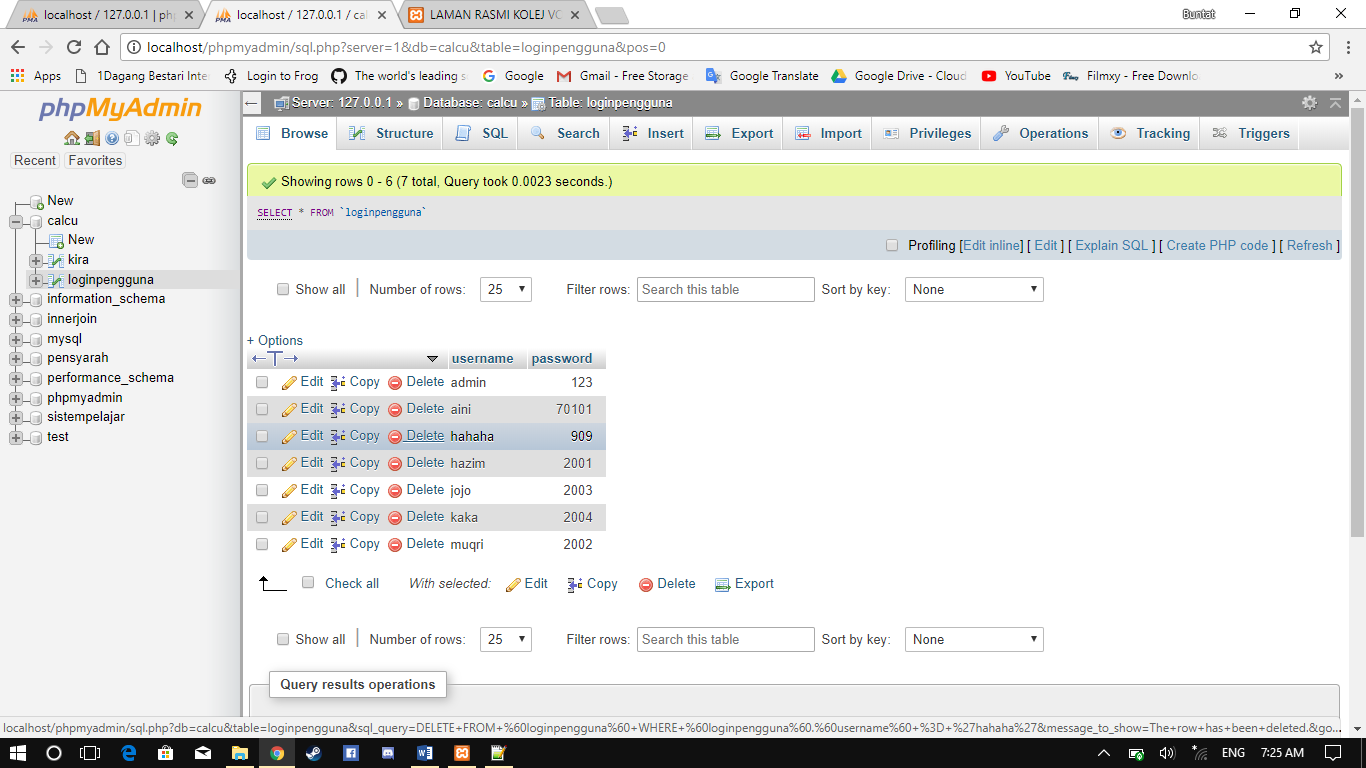 localhost / 127.0.0.1 | ph
localhost / 127.0.0.1 / cal
LAMAN RASMI KOLEJ VO
Buntat
localhost/phpmyadmin/sql.php?server=1&db=calcu&table=loginpengguna&pos=0
Apps
1Dagang Bestari Inte
Login to Frog
The world's leading s
Google
Gmail - Free Storage
Google Translate
Google Drive - Cloud
YouTube
Filmxy - Free Downlo
»
phpMyAdmin
Recent
Favorites
New
calcu
New
kira
loginpengguna
information_schema
innerjoin
mysql
pensyarah
performance_schema
phpmyadmin
sistempelajar
test
Server: 127.0.0.1 » Database: calcu » Table: loginpengguna
Browse
Structure
SQL
Search
Insert
Export
Import
Privileges
Operations
Tracking
Triggers
Showing rows 0 - 6 (7 total, Query took 0.0023 seconds.)
SELECT * FROM `loginpengguna`
Profiling [Edit inline] [ Edit ] [ Explain SQL ] [ Create PHP code ] [ Refresh ]
Show all | Number of rows: 25 Filter rows: Search this table Sort by key: None
+ Options
←T→ username password
Edit Copy Delete admin 123
Edit Copy Delete aini 70101
Edit Copy Delete hahaha 909
Edit Copy Delete hazim 2001
Edit Copy Delete jojo 2003
Edit Copy Delete kaka 2004
Edit Copy Delete muqri 2002
Check all With selected: Edit Copy Delete Export
Show all | Number of rows: 25 Filter rows: Search this table Sort by key: None
Query results operations
localhost/phpmyadmin/sql.php?db=calcu&table=loginpengguna&sql_query=DELETE+FROM+%60loginpengguna%60+WHERE+%60loginpengguna%60.%60username%60+%3D+%27hahaha%27&message_to_show=The+row+has+been+deleted.&go...
ENG
7:25 AM